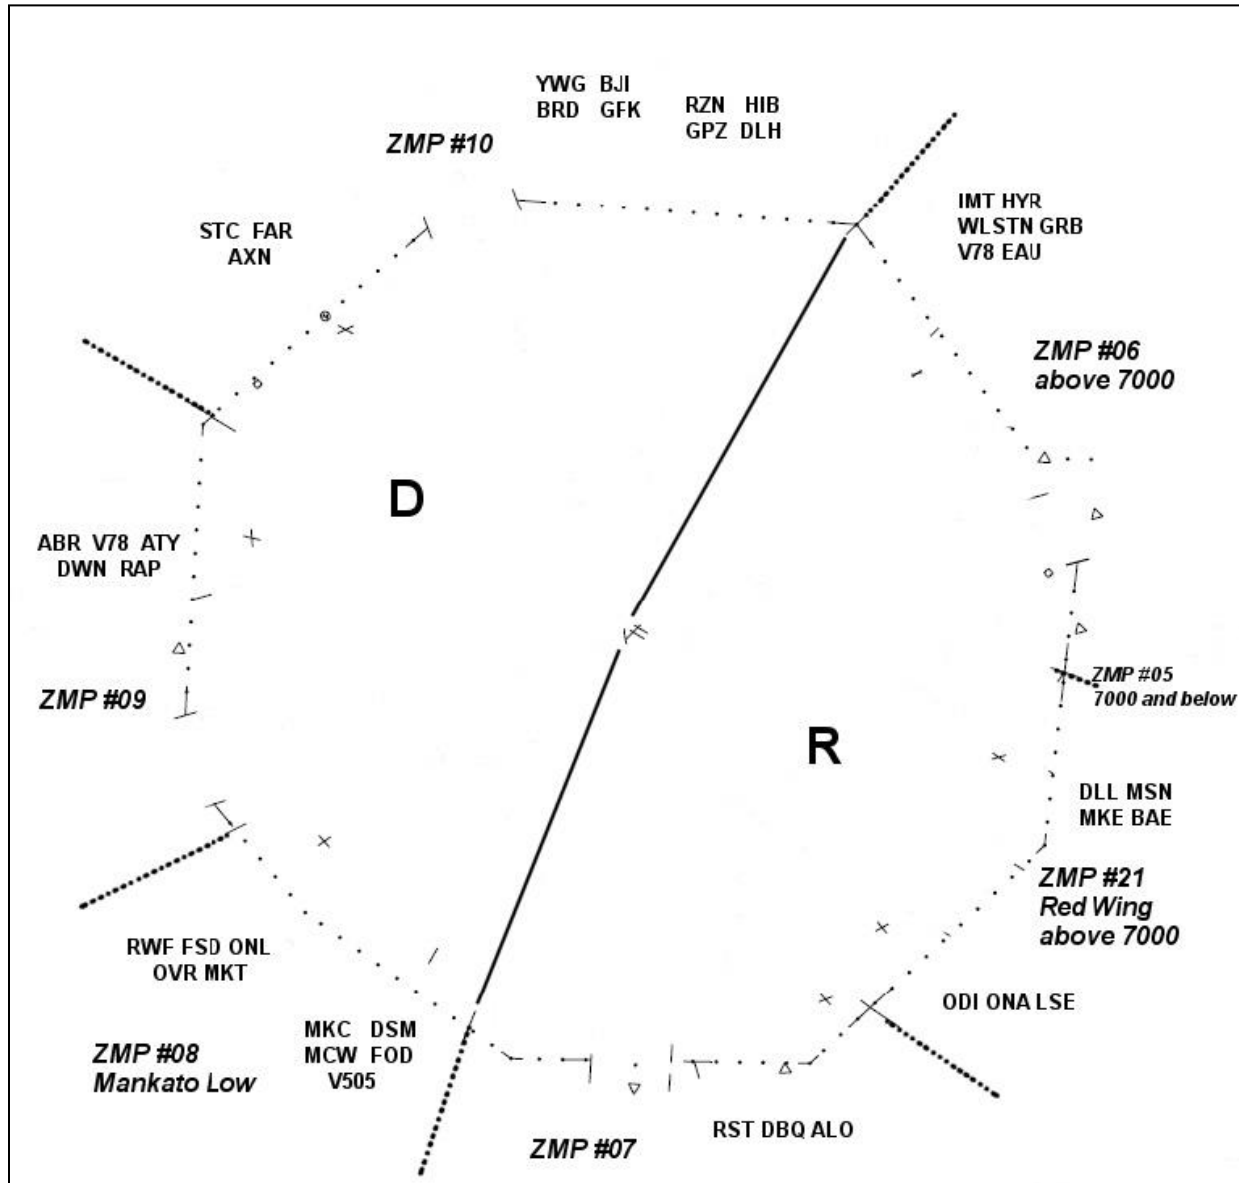 YWG BJI
BRD GFK
RZN HIB
GPZ DLH
ZMP #10
IMT HYR
WLSTN GRB
V78 EAU
STC FAR
AXN
ZMP #06
above 7000
D
ABR V78 ATY
DWN RAP
ZMP #09
ZMP #05
7000 and below
R
DLL MSN
MKE BAE
ZMP #21
Red Wing
above 7000
RWF FSD ONL
OVR MKT
ODI ONA LSE
MKC DSM
MCW FOD
V505
ZMP #08
Mankato Low
RST DBQ ALO
ZMP #07